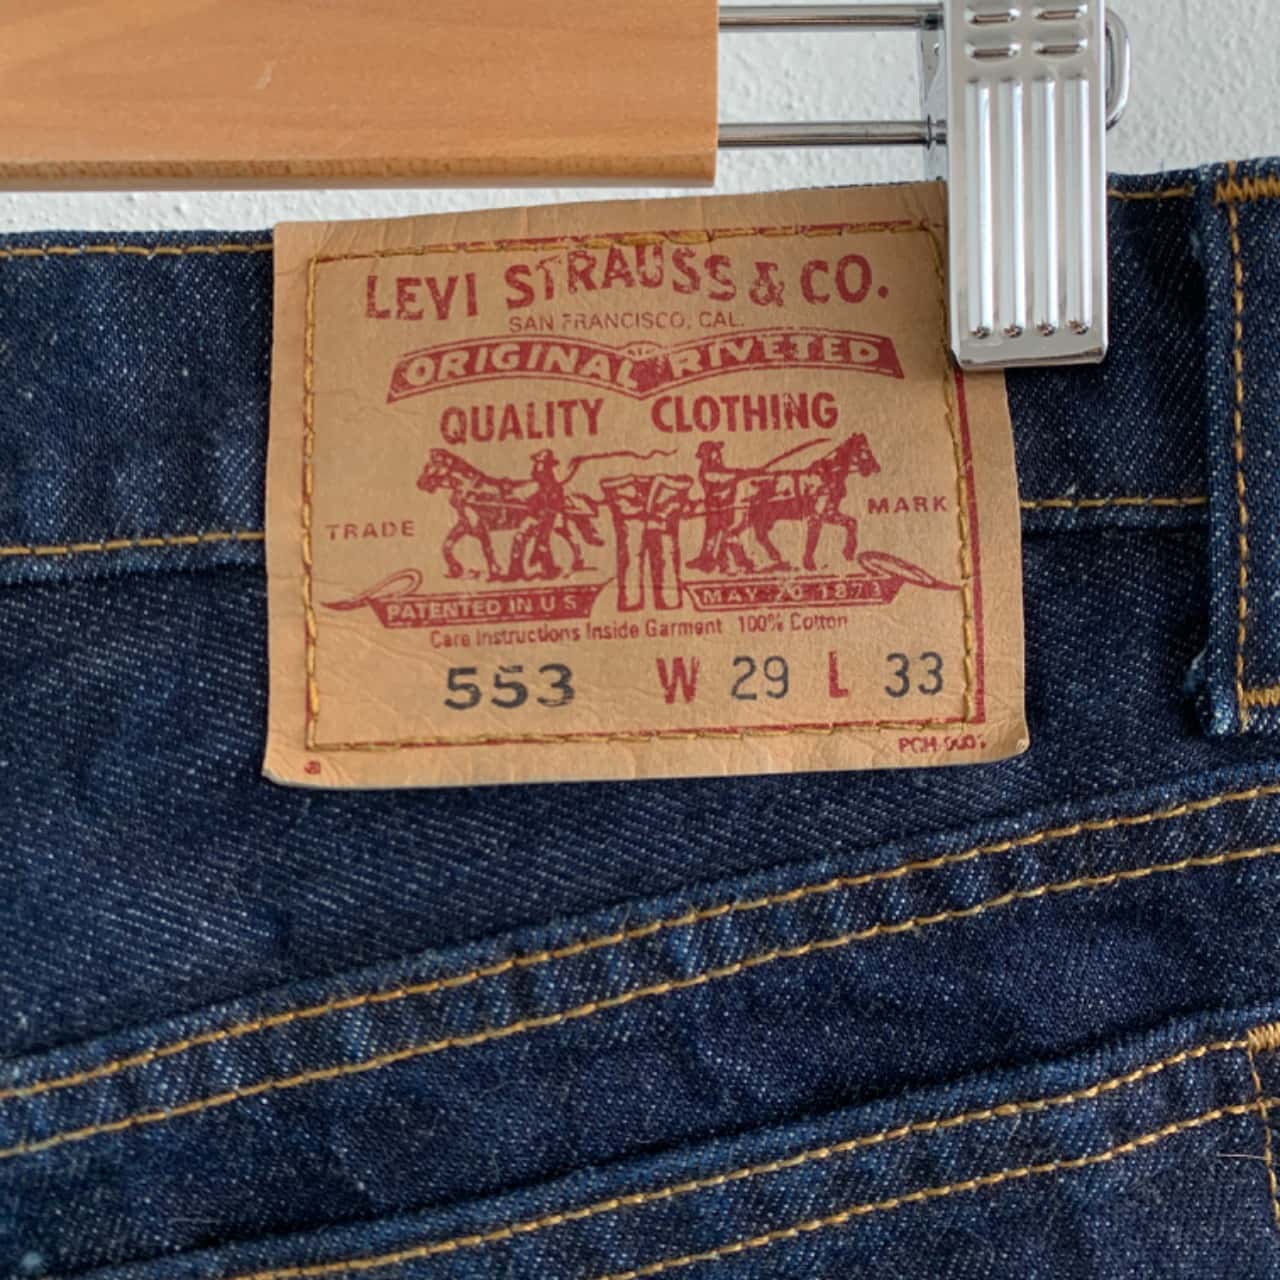 LEVI STRAUSS & CO.
SAN FRANCISCO, CAL.
ORIGINAL RIVETED
QUALITY CLOTHING
TRADE MARK
PATENTED IN U S MAY 20 1873
Care Instructions Inside Garment 100% Cotton
553 W 29 L 33